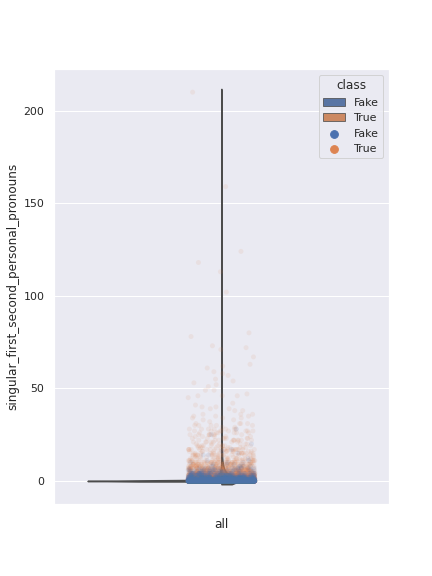 class
Fake
True
Fake
True
200
150
100
50
0
singular_first_second_personal_pronouns
all